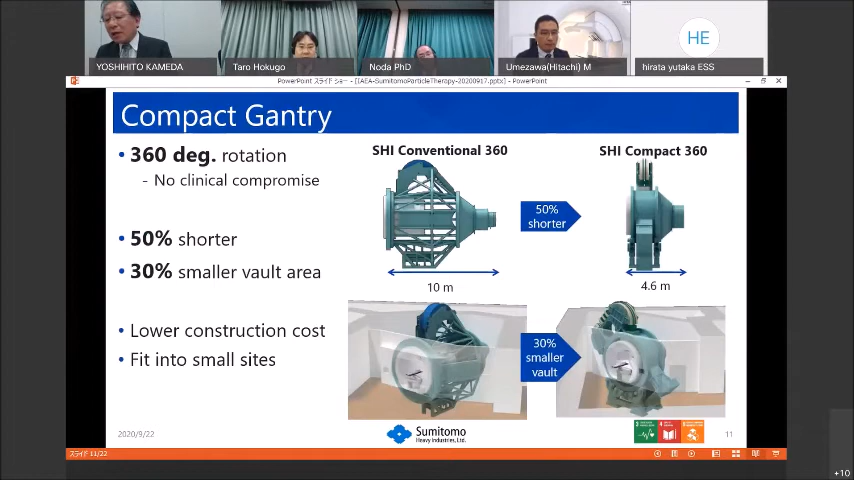 YOSHIHITO KAMEDA
Taro Hokugo
Noda PhD
Umezawa(Hitachi) M
HE
hirata yutaka ESS
PowerPoint スライド ショー - [IAEA-SumitomoParticleTherapy-20200917.pptx] - PowerPoint
Compact Gantry
• 360 deg. rotation
- No clinical compromise
• 50% shorter
• 30% smaller vault area
• Lower construction cost
• Fit into small sites
SHI Conventional 360
SHI Compact 360
50%
shorter
10 m
4.6 m
30%
smaller
vault
2020/9/22
Sumitomo
Heavy Industries, Ltd.
11
スライド 11/22
+10